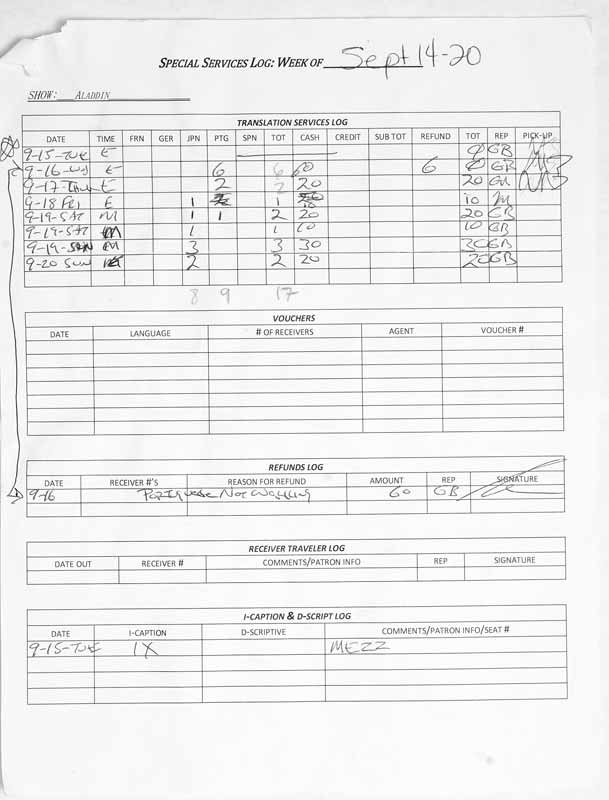 SPECIAL SERVICES LOG: WEEK OF Sept 14-20
SHOW: ALADDIN
TRANSLATION SERVICES LOG
DATE TIME FRN GER JPN PTG SPN TOT CASH CREDIT SUB TOT REFUND TOT REP PICK-UP
9-15-TUE E 0 GB
9-16-WD E 6 6 60 6 0 GB
9-17-THU E 2 2 20 20 GM
9-18 FRI E 1 1 10 10
9-19-SAT M 1 1 2 20 20 GB
9-19-SAT 1 1 10 10 GB
9-19-SUN M 3 3 30 30 GB
9-20 SUN 2 2 20 20 GB
8 9 17
VOUCHERS
DATE LANGUAGE # OF RECEIVERS AGENT VOUCHER #
REFUNDS LOG
DATE RECEIVER #'S REASON FOR REFUND AMOUNT REP SIGNATURE
9-16 Portuguese Not Working 60 GB
RECEIVER TRAVELER LOG
DATE OUT RECEIVER # COMMENTS/PATRON INFO REP SIGNATURE
I-CAPTION & D-SCRIPT LOG
DATE I-CAPTION D-SCRIPTIVE COMMENTS/PATRON INFO/SEAT #
9-15-TUE 1X MEZZ